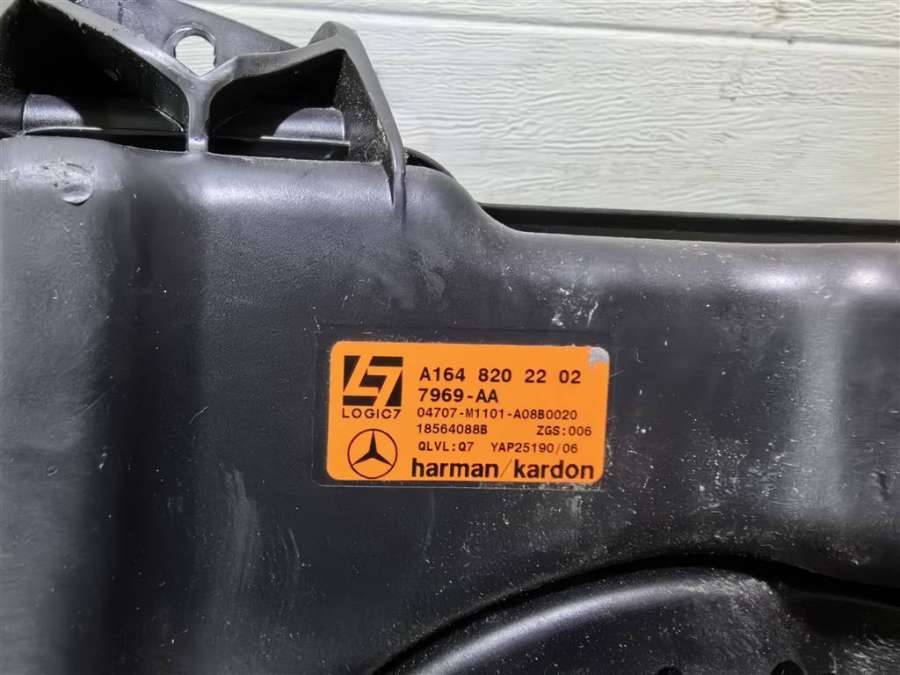 LOGIC7
A164 820 22 02
7969-AA
04707-M1101-A08B0020
18564088B ZGS:006
QLVL:Q7 YAP25190/06
harman/kardon